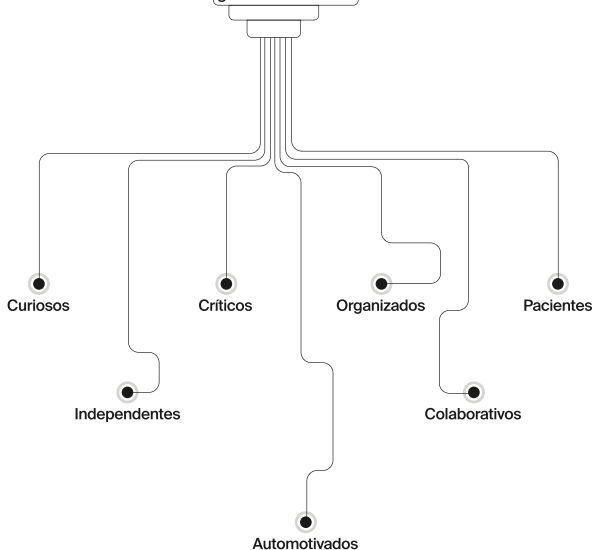 Curiosos
Críticos
Organizados
Pacientes
Independentes
Colaborativos
Automotivados